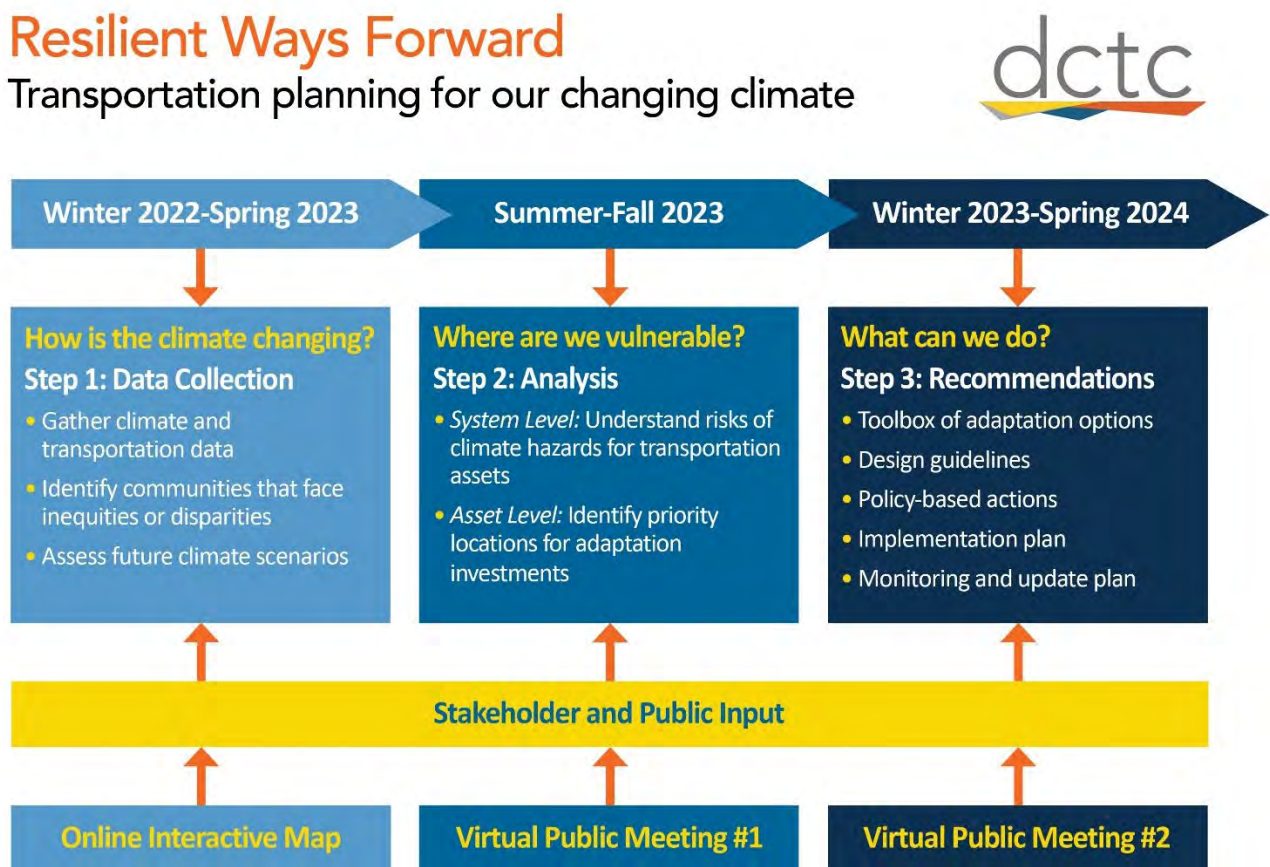 Resilient Ways Forward
Transportation planning for our changing climate
dctc
Winter 2022-Spring 2023
Summer-Fall 2023
Winter 2023-Spring 2024
How is the climate changing?
Step 1: Data Collection
• Gather climate and
transportation data
• Identify communities that face
inequities or disparities
• Assess future climate scenarios
Where are we vulnerable?
Step 2: Analysis
• System Level: Understand risks of
climate hazards for transportation
assets
• Asset Level: Identify priority
locations for adaptation
investments
What can we do?
Step 3: Recommendations
• Toolbox of adaptation options
• Design guidelines
• Policy-based actions
• Implementation plan
• Monitoring and update plan
Stakeholder and Public Input
Online Interactive Map
Virtual Public Meeting #1
Virtual Public Meeting #2